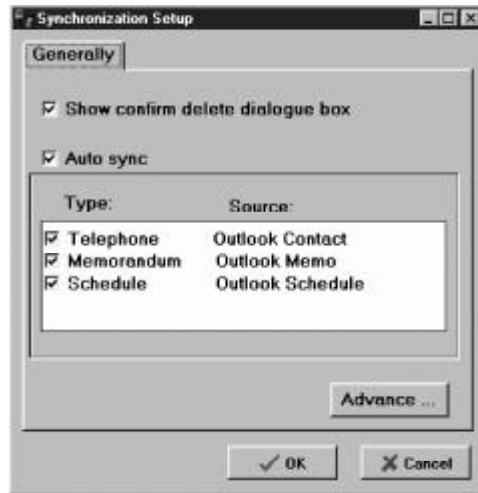 Synchronization Setup
Generally
Show confirm delete dialogue box
Auto sync
Type: Source:
Telephone Outlook Contact
Memorandum Outlook Memo
Schedule Outlook Schedule
Advance ...
OK Cancel